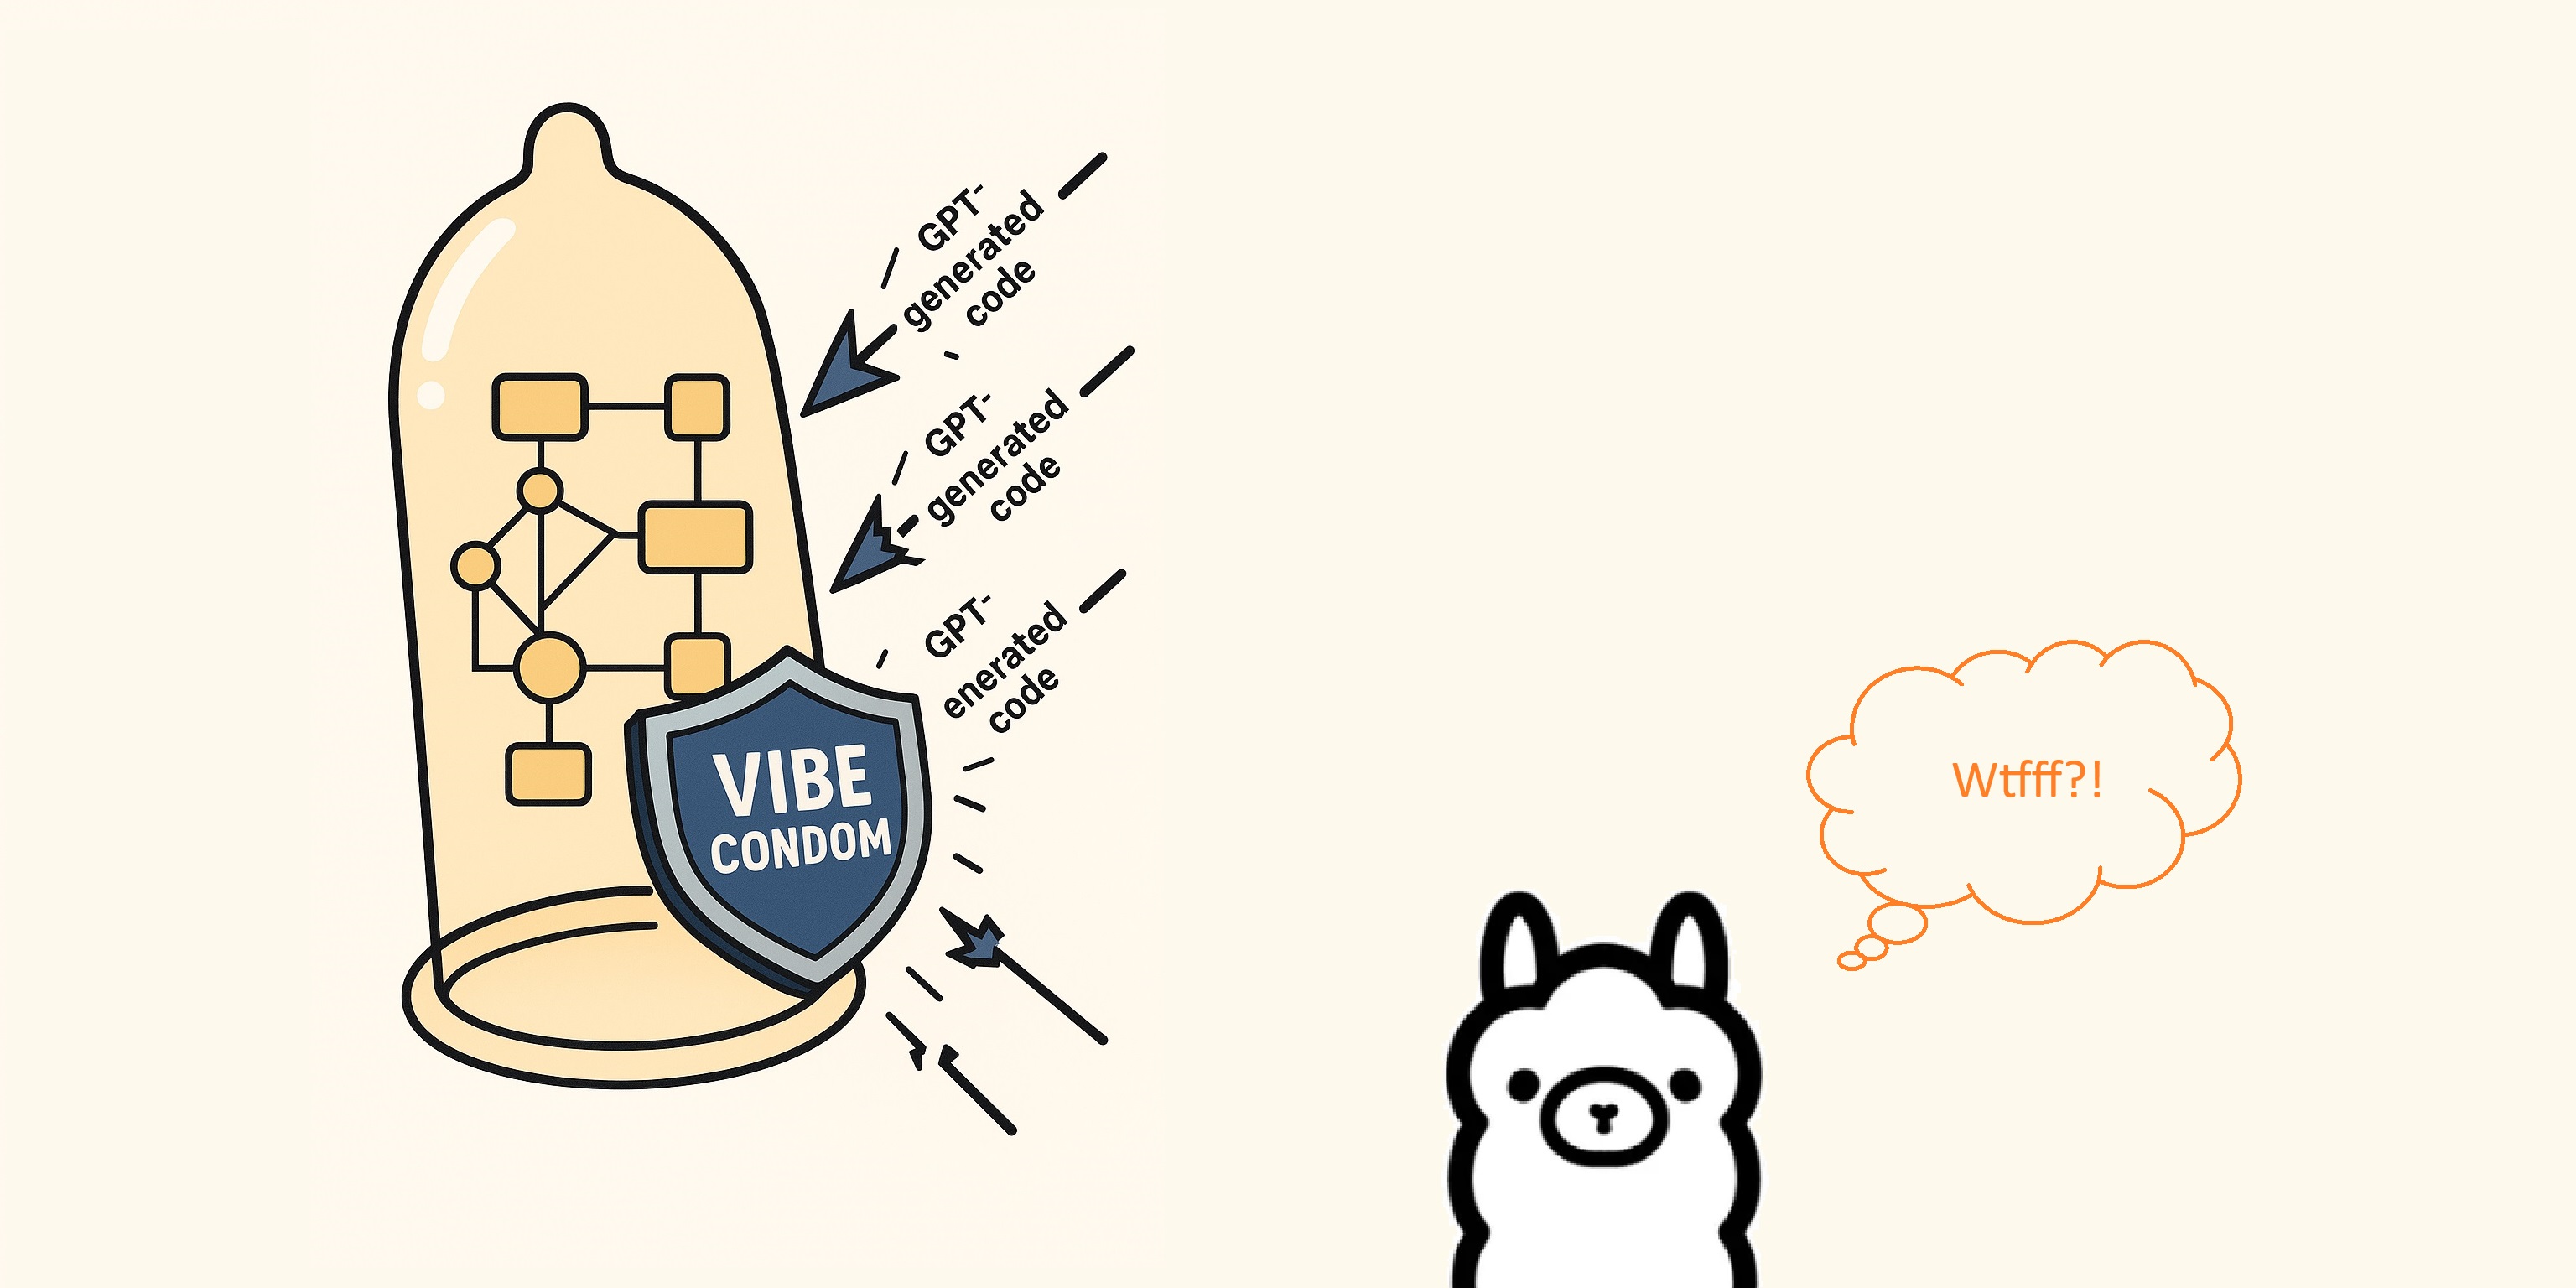 GPT-
generated
code
GPT-
generated
code
GPT-
enerated
code
VIBE
CONDOM
Wtfff?!